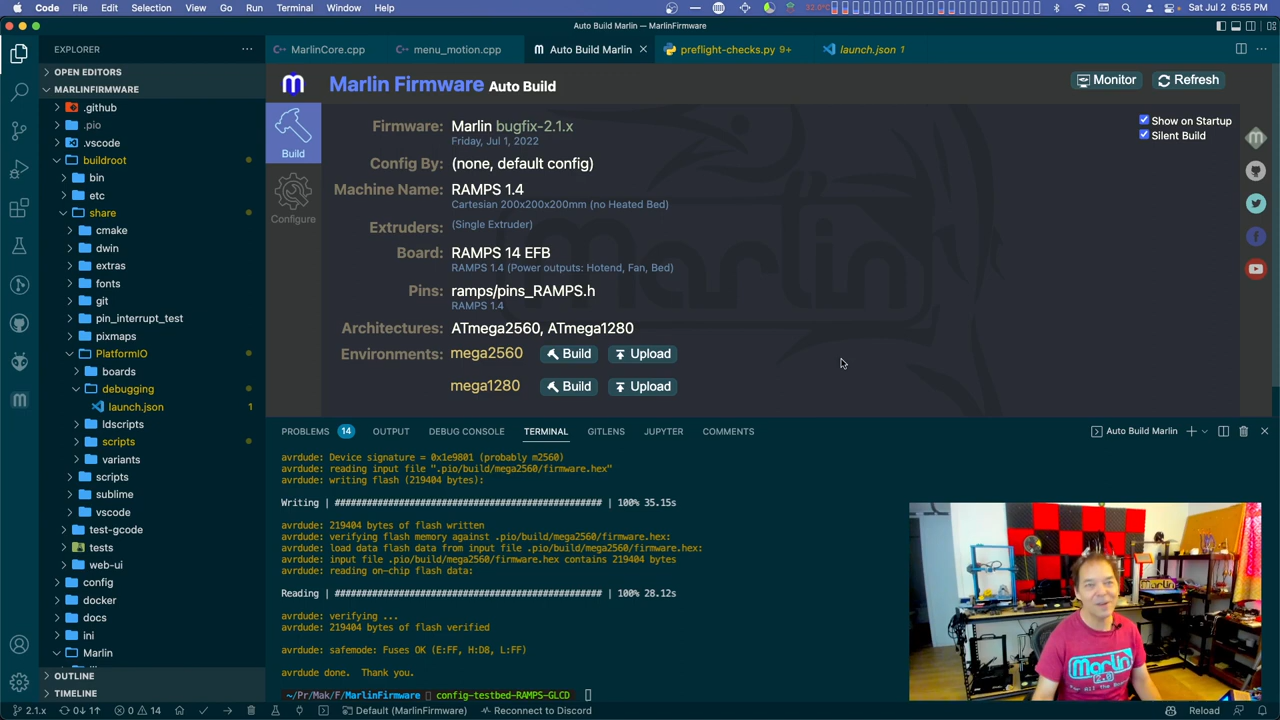 Code File Edit Selection View Go Run Terminal Window Help
32.0°C Sat Jul 2 6:55 PM
Auto Build Marlin — MarlinFirmware
EXPLORER
OPEN EDITORS
MARLINFIRMWARE
.github
.pio
.vscode
buildroot
bin
etc
share
cmake
dwin
extras
fonts
git
pin_interrupt_test
pixmaps
PlatformIO
boards
debugging
launch.json 1
ldscripts
scripts
variants
scripts
sublime
vscode
test-gcode
tests
web-ui
config
docker
docs
ini
Marlin
OUTLINE
TIMELINE
MarlinCore.cpp menu_motion.cpp Auto Build Marlin preflight-checks.py 9+ launch.json 1
Marlin Firmware Auto Build
Monitor Refresh
Show on Startup
Silent Build
Build
Configure
Firmware: Marlin bugfix-2.1.x
Friday, Jul 1, 2022
Config By: (none, default config)
Machine Name: RAMPS 1.4
Cartesian 200x200x200mm (no Heated Bed)
Extruders: (Single Extruder)
Board: RAMPS 14 EFB
RAMPS 1.4 (Power outputs: Hotend, Fan, Bed)
Pins: ramps/pins_RAMPS.h
RAMPS 1.4
Architectures: ATmega2560, ATmega1280
Environments: mega2560 Build Upload
mega1280 Build Upload
Marlin
PROBLEMS 14 OUTPUT DEBUG CONSOLE TERMINAL GITLENS JUPYTER COMMENTS
Auto Build Marlin
avrdude: Device signature = 0x1e9801 (probably m2560)
avrdude: reading input file ".pio/build/mega2560/firmware.hex"
avrdude: writing flash (219404 bytes):
Writing | ################################################## | 100% 35.15s
avrdude: 219404 bytes of flash written
avrdude: verifying flash memory against .pio/build/mega2560/firmware.hex:
avrdude: load data flash data from input file .pio/build/mega2560/firmware.hex:
avrdude: input file .pio/build/mega2560/firmware.hex contains 219404 bytes
avrdude: reading on-chip flash data:
Reading | ################################################## | 100% 28.12s
avrdude: verifying ...
avrdude: 219404 bytes of flash verified
avrdude: safemode: Fuses OK (E:FF, H:D8, L:FF)
avrdude done.  Thank you.
~/Pr/Mak/F/MarlinFirmware config-testbed-RAMPS-GLCD
Marlin
2.1.x 0↓ 1↑ 0 14 Default (MarlinFirmware) Reconnect to Discord Reload